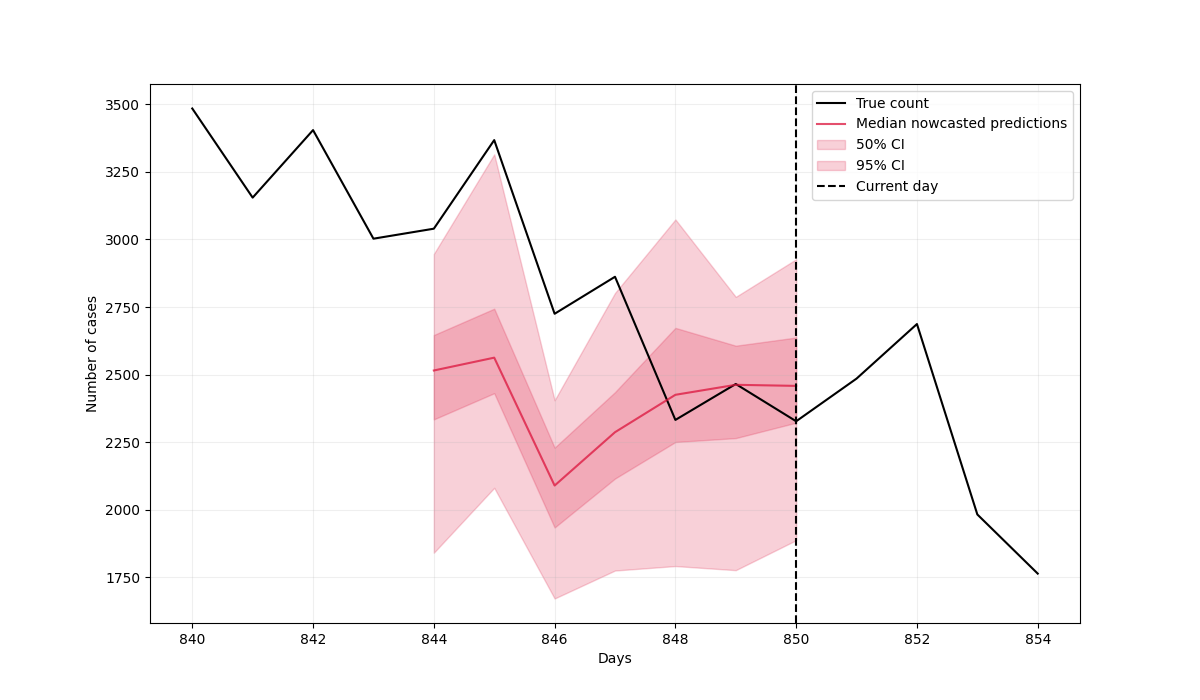 3500
3250
3000
2750
2500
2250
2000
1750
Number of cases
840 842 844 846 848 850 852 854
Days
True count
Median nowcasted predictions
50% CI
95% CI
Current day